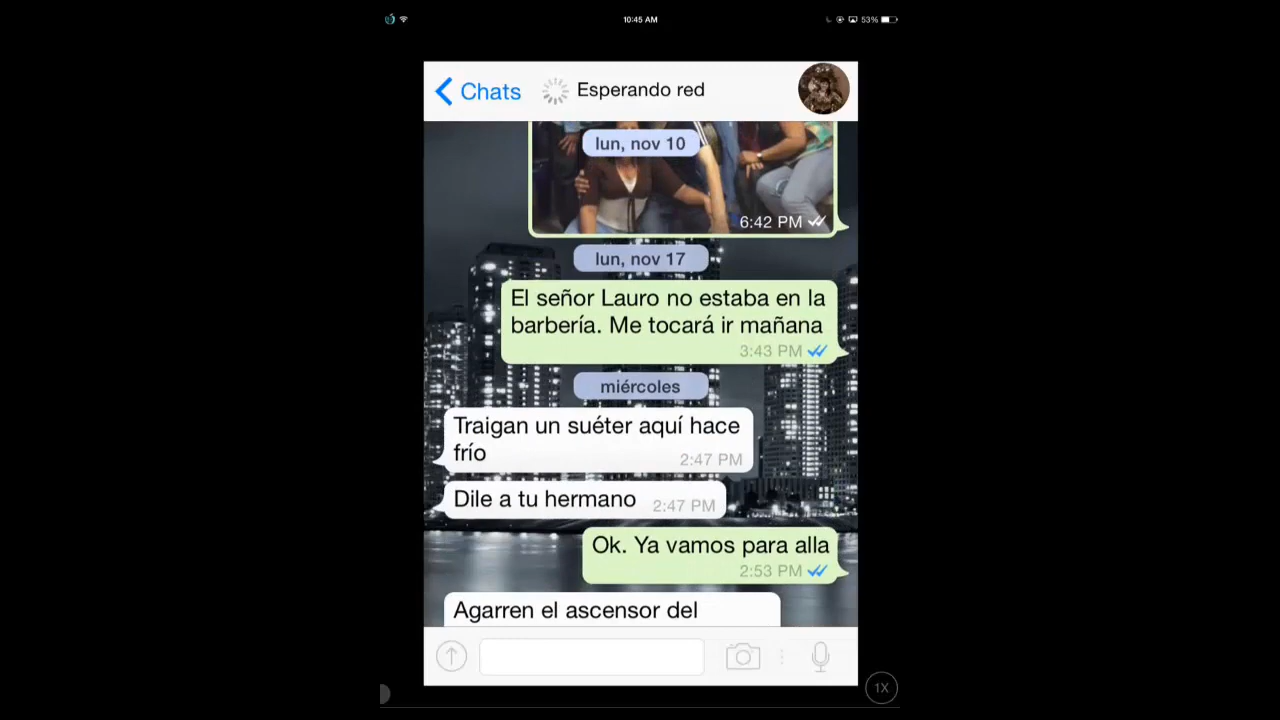 10:45 AM
53%
Chats
Esperando red
lun, nov 10
6:42 PM
lun, nov 17
El señor Lauro no estaba en la
barbería. Me tocará ir mañana
3:43 PM
miércoles
Traigan un suéter aquí hace
frío
2:47 PM
Dile a tu hermano
2:47 PM
Ok. Ya vamos para alla
2:53 PM
Agarren el ascensor del
1X